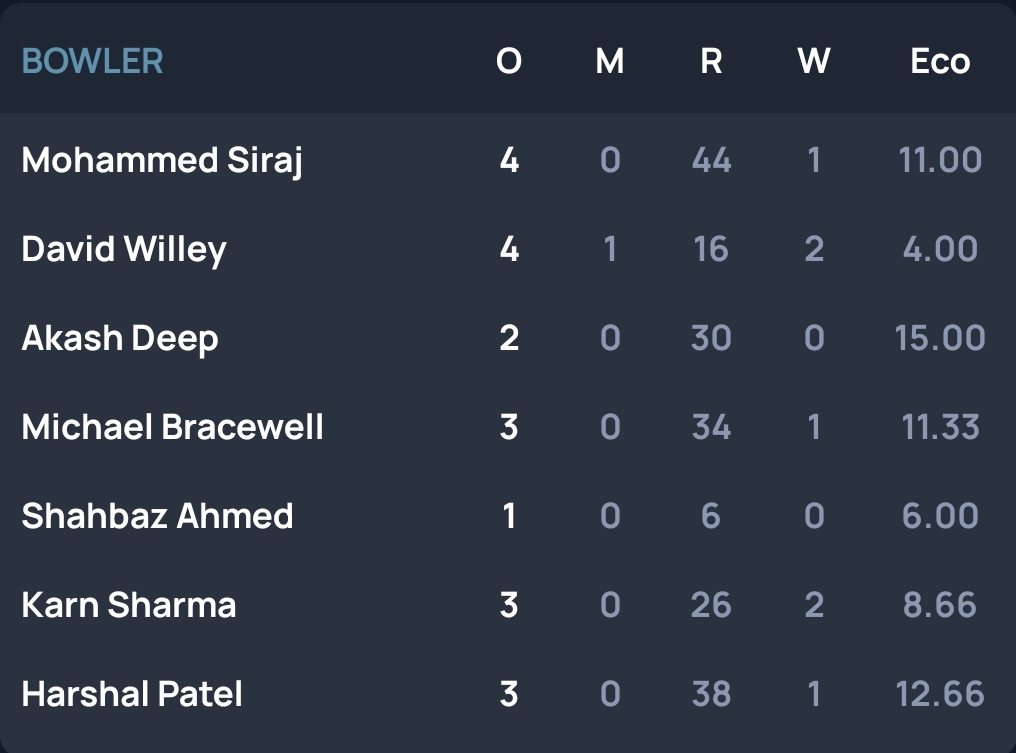 BOWLER O M R W Eco
Mohammed Siraj 4 0 44 1 11.00
David Willey 4 1 16 2 4.00
Akash Deep 2 0 30 0 15.00
Michael Bracewell 3 0 34 1 11.33
Shahbaz Ahmed 1 0 6 0 6.00
Karn Sharma 3 0 26 2 8.66
Harshal Patel 3 0 38 1 12.66